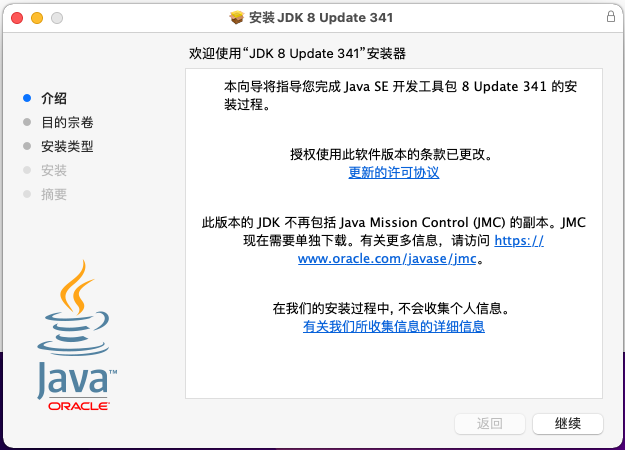 安装 JDK 8 Update 341
欢迎使用“JDK 8 Update 341”安装器
介绍
目的宗卷
安装类型
安装
摘要
本向导将指导您完成 Java SE 开发工具包 8 Update 341 的安
装过程。
授权使用此软件版本的条款已更改。
更新的许可协议
此版本的 JDK 不再包括 Java Mission Control (JMC) 的副本。JMC
现在需要单独下载。有关更多信息，请访问 https://
www.oracle.com/javase/jmc。
在我们的安装过程中, 不会收集个人信息。
有关我们所收集信息的详细信息
Java™
ORACLE
返回
继续